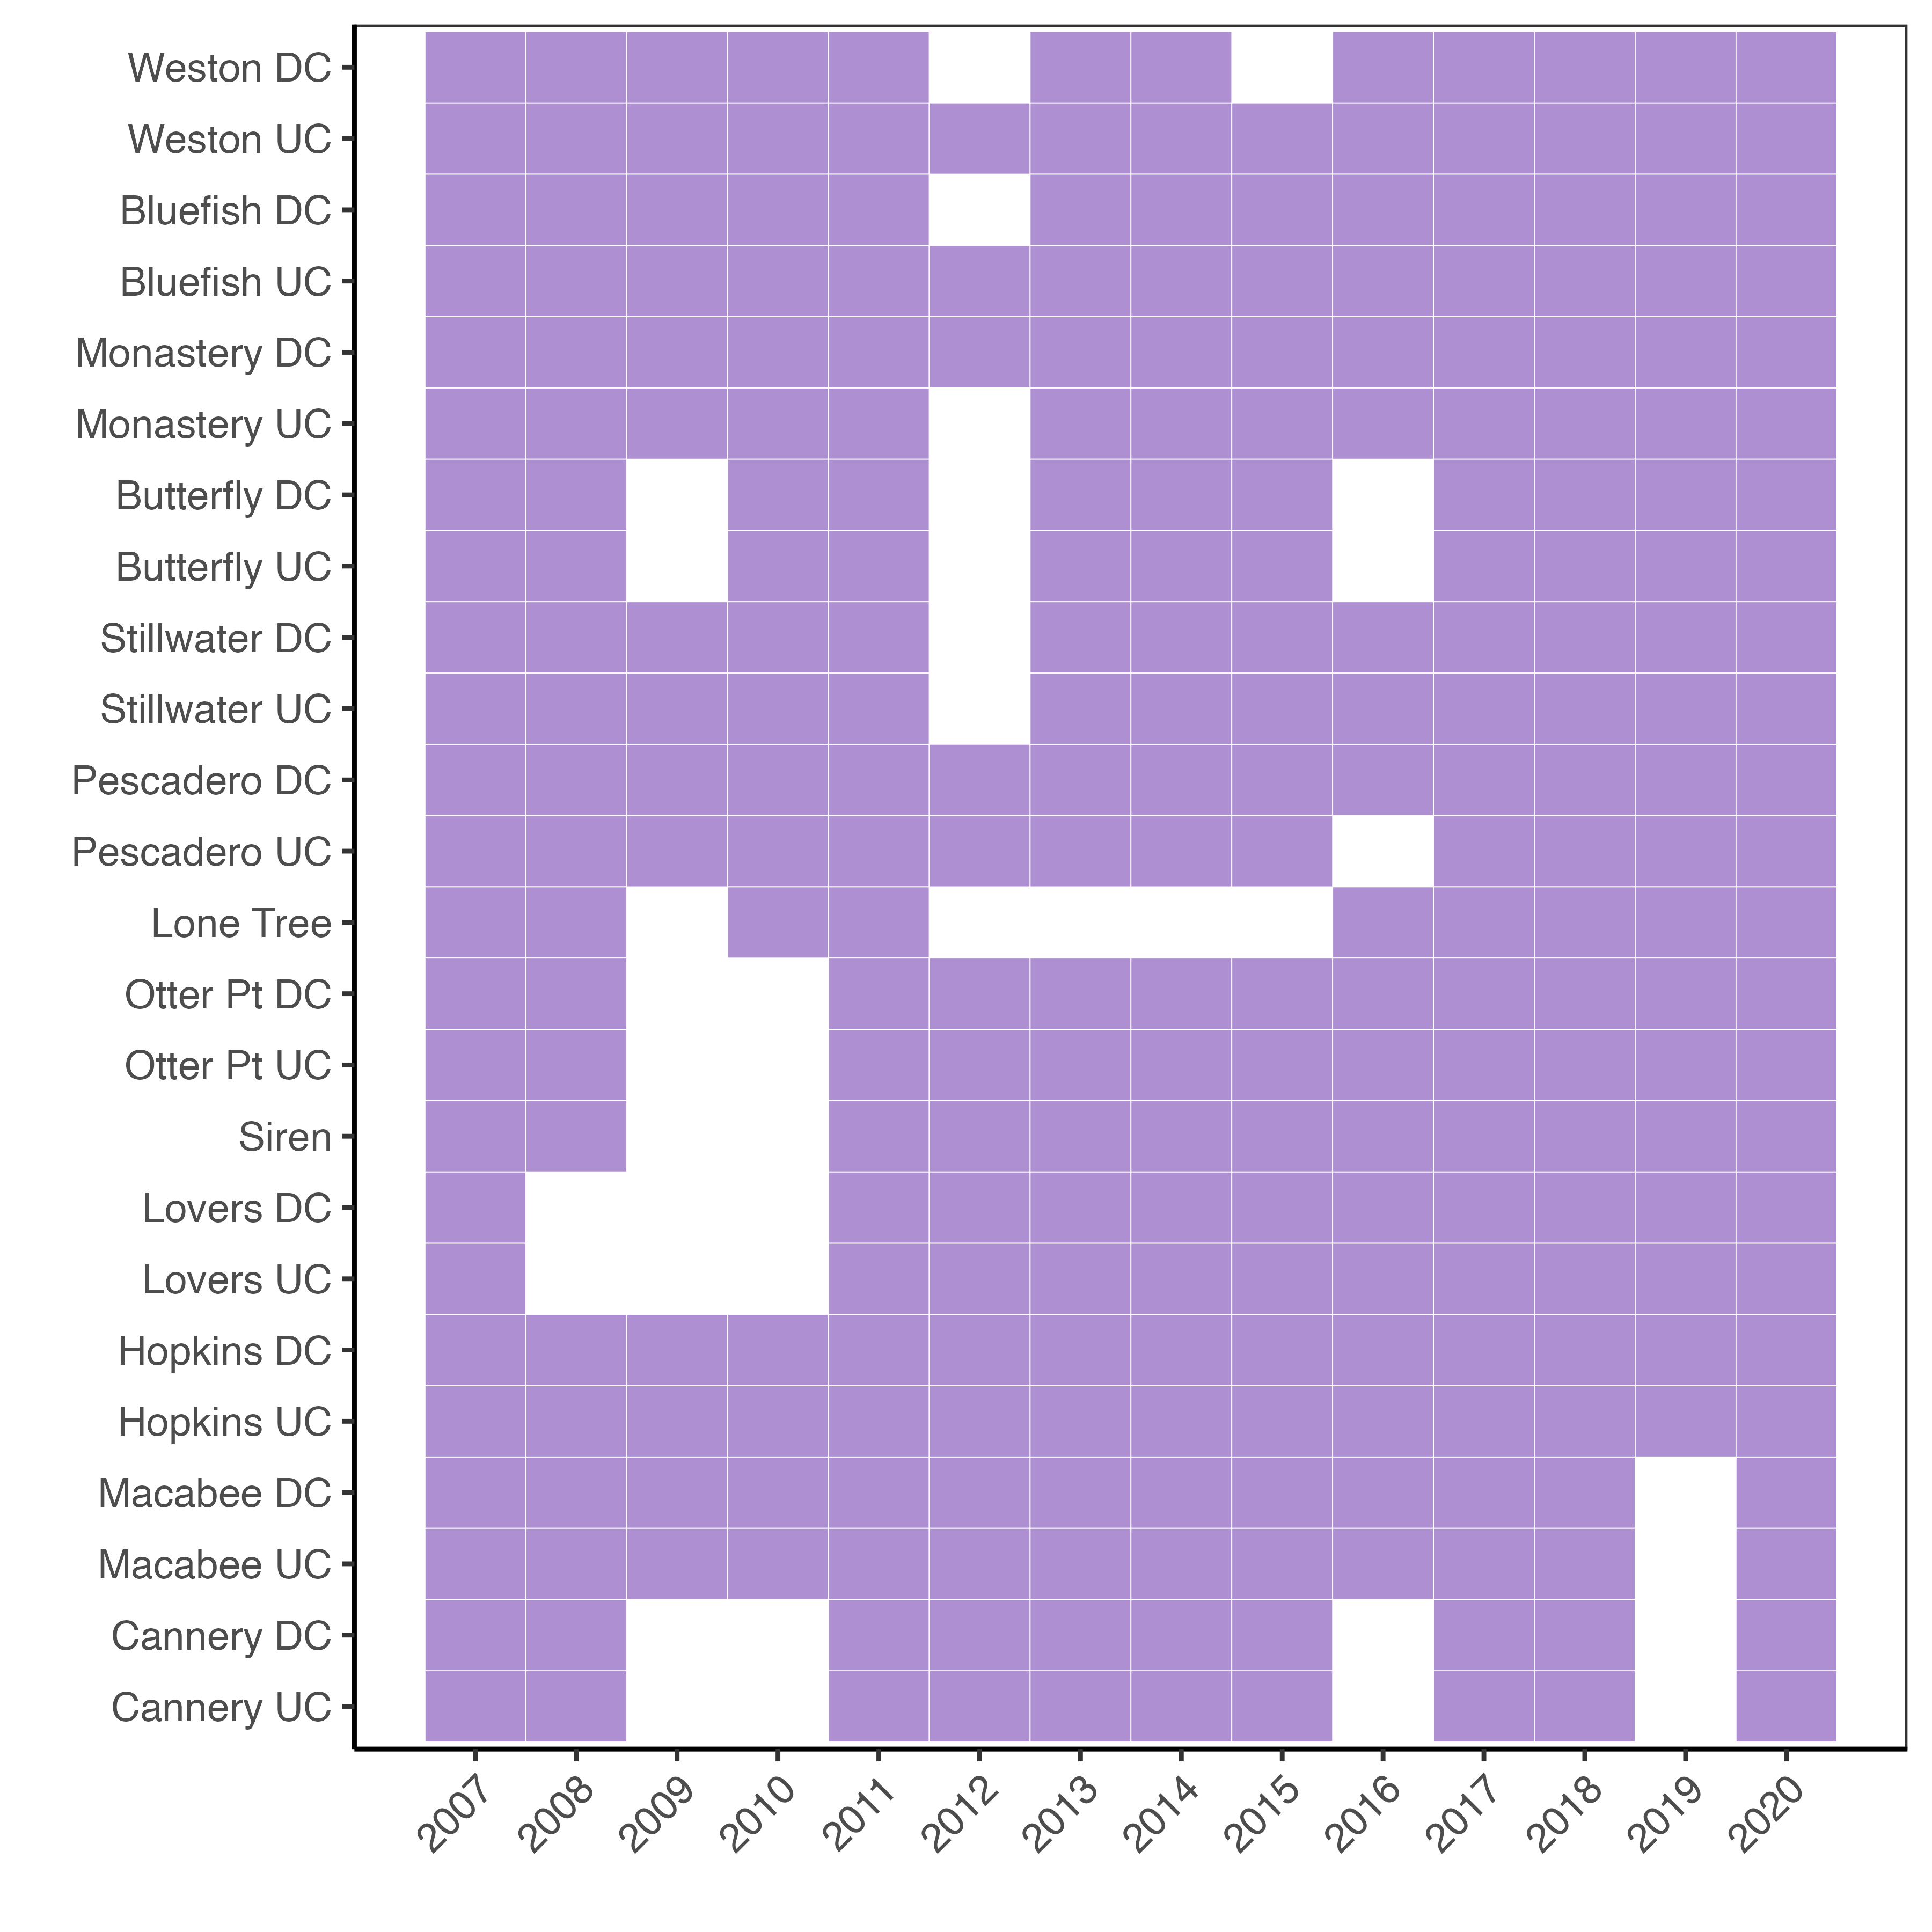 Weston DC
Weston UC
Bluefish DC
Bluefish UC
Monastery DC
Monastery UC
Butterfly DC
Butterfly UC
Stillwater DC
Stillwater UC
Pescadero DC
Pescadero UC
Lone Tree
Otter Pt DC
Otter Pt UC
Siren
Lovers DC
Lovers UC
Hopkins DC
Hopkins UC
Macabee DC
Macabee UC
Cannery DC
Cannery UC
2007 2008 2009 2010 2011 2012 2013 2014 2015 2016 2017 2018 2019 2020